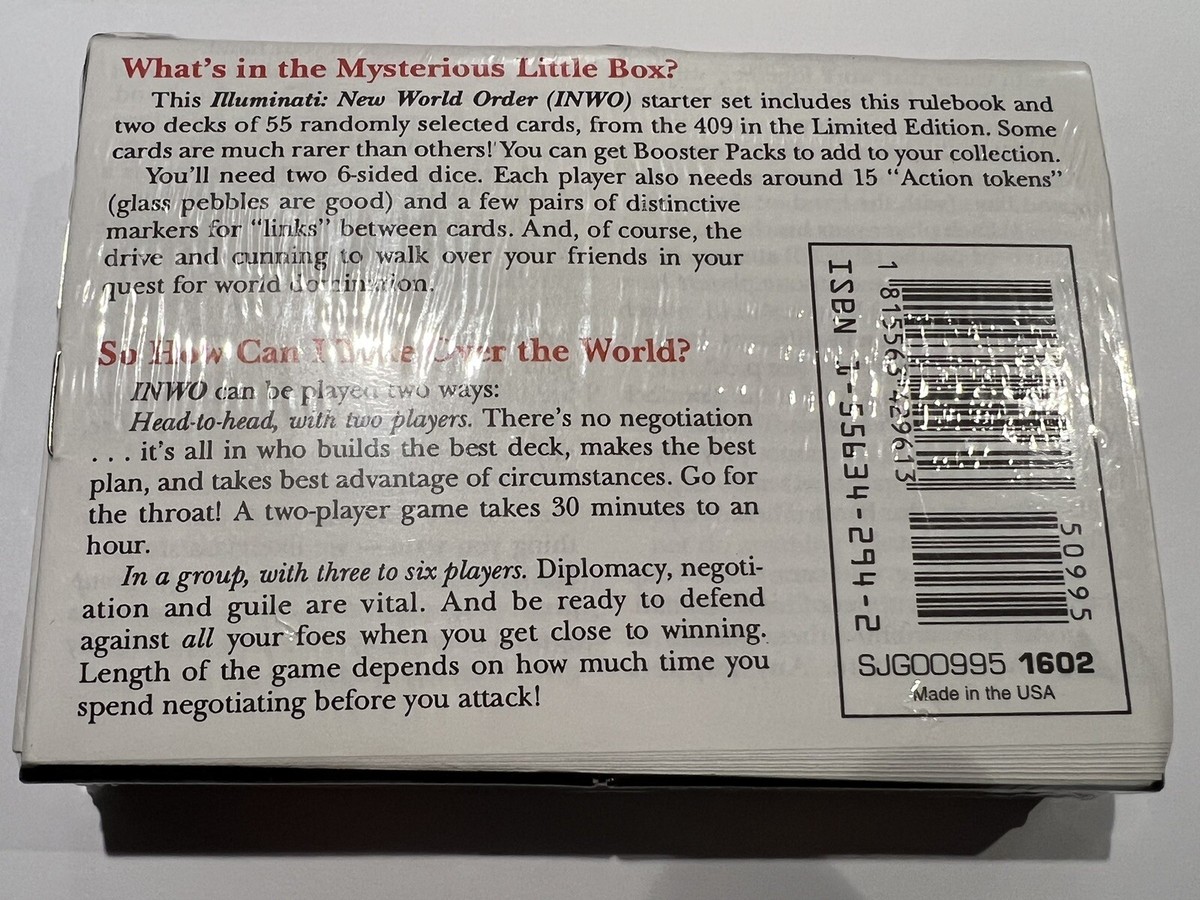 What's in the Mysterious Little Box?
This Illuminati: New World Order (INWO) starter set includes this rulebook and
two decks of 55 randomly selected cards, from the 409 in the Limited Edition. Some
cards are much rarer than others! You can get Booster Packs to add to your collection.
You'll need two 6-sided dice. Each player also needs around 15 "Action tokens"
(glass pebbles are good) and a few pairs of distinctive
markers for "links" between cards. And, of course, the
drive and cunning to walk over your friends in your
quest for world domination.
So How Can I Take Over the World?
INWO can be played two ways:
Head-to-head, with two players. There's no negotiation
. . . it's all in who builds the best deck, makes the best
plan, and takes best advantage of circumstances. Go for
the throat! A two-player game takes 30 minutes to an
hour.
In a group, with three to six players. Diplomacy, negoti-
ation and guile are vital. And be ready to defend
against all your foes when you get close to winning.
Length of the game depends on how much time you
spend negotiating before you attack!
ISBN 1-55634-294-2
1 81556 3 42961 3
50995
SJG00995 1602
Made in the USA